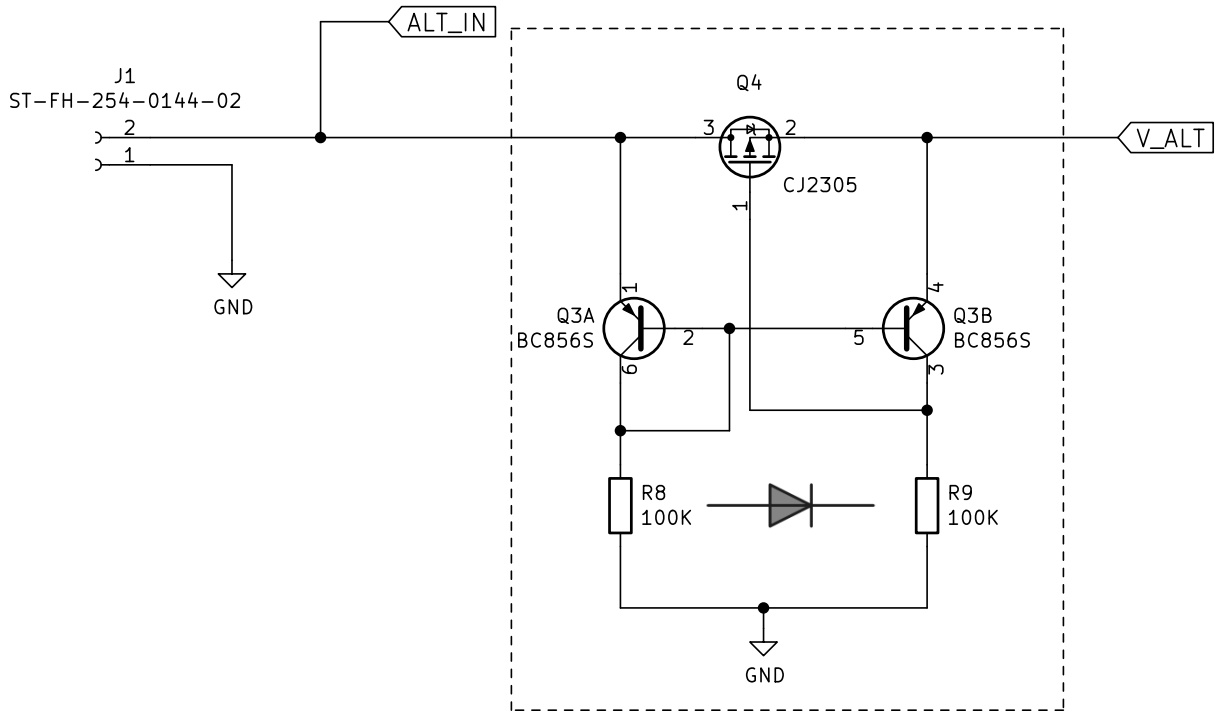 ALT_IN
J1
ST-FH-254-0144-02
2
1
GND
Q4
3
2
CJ2305
1
V_ALT
1
Q3A
BC856S
2
6
4
Q3B
BC856S
5
3
R8
100K
R9
100K
GND